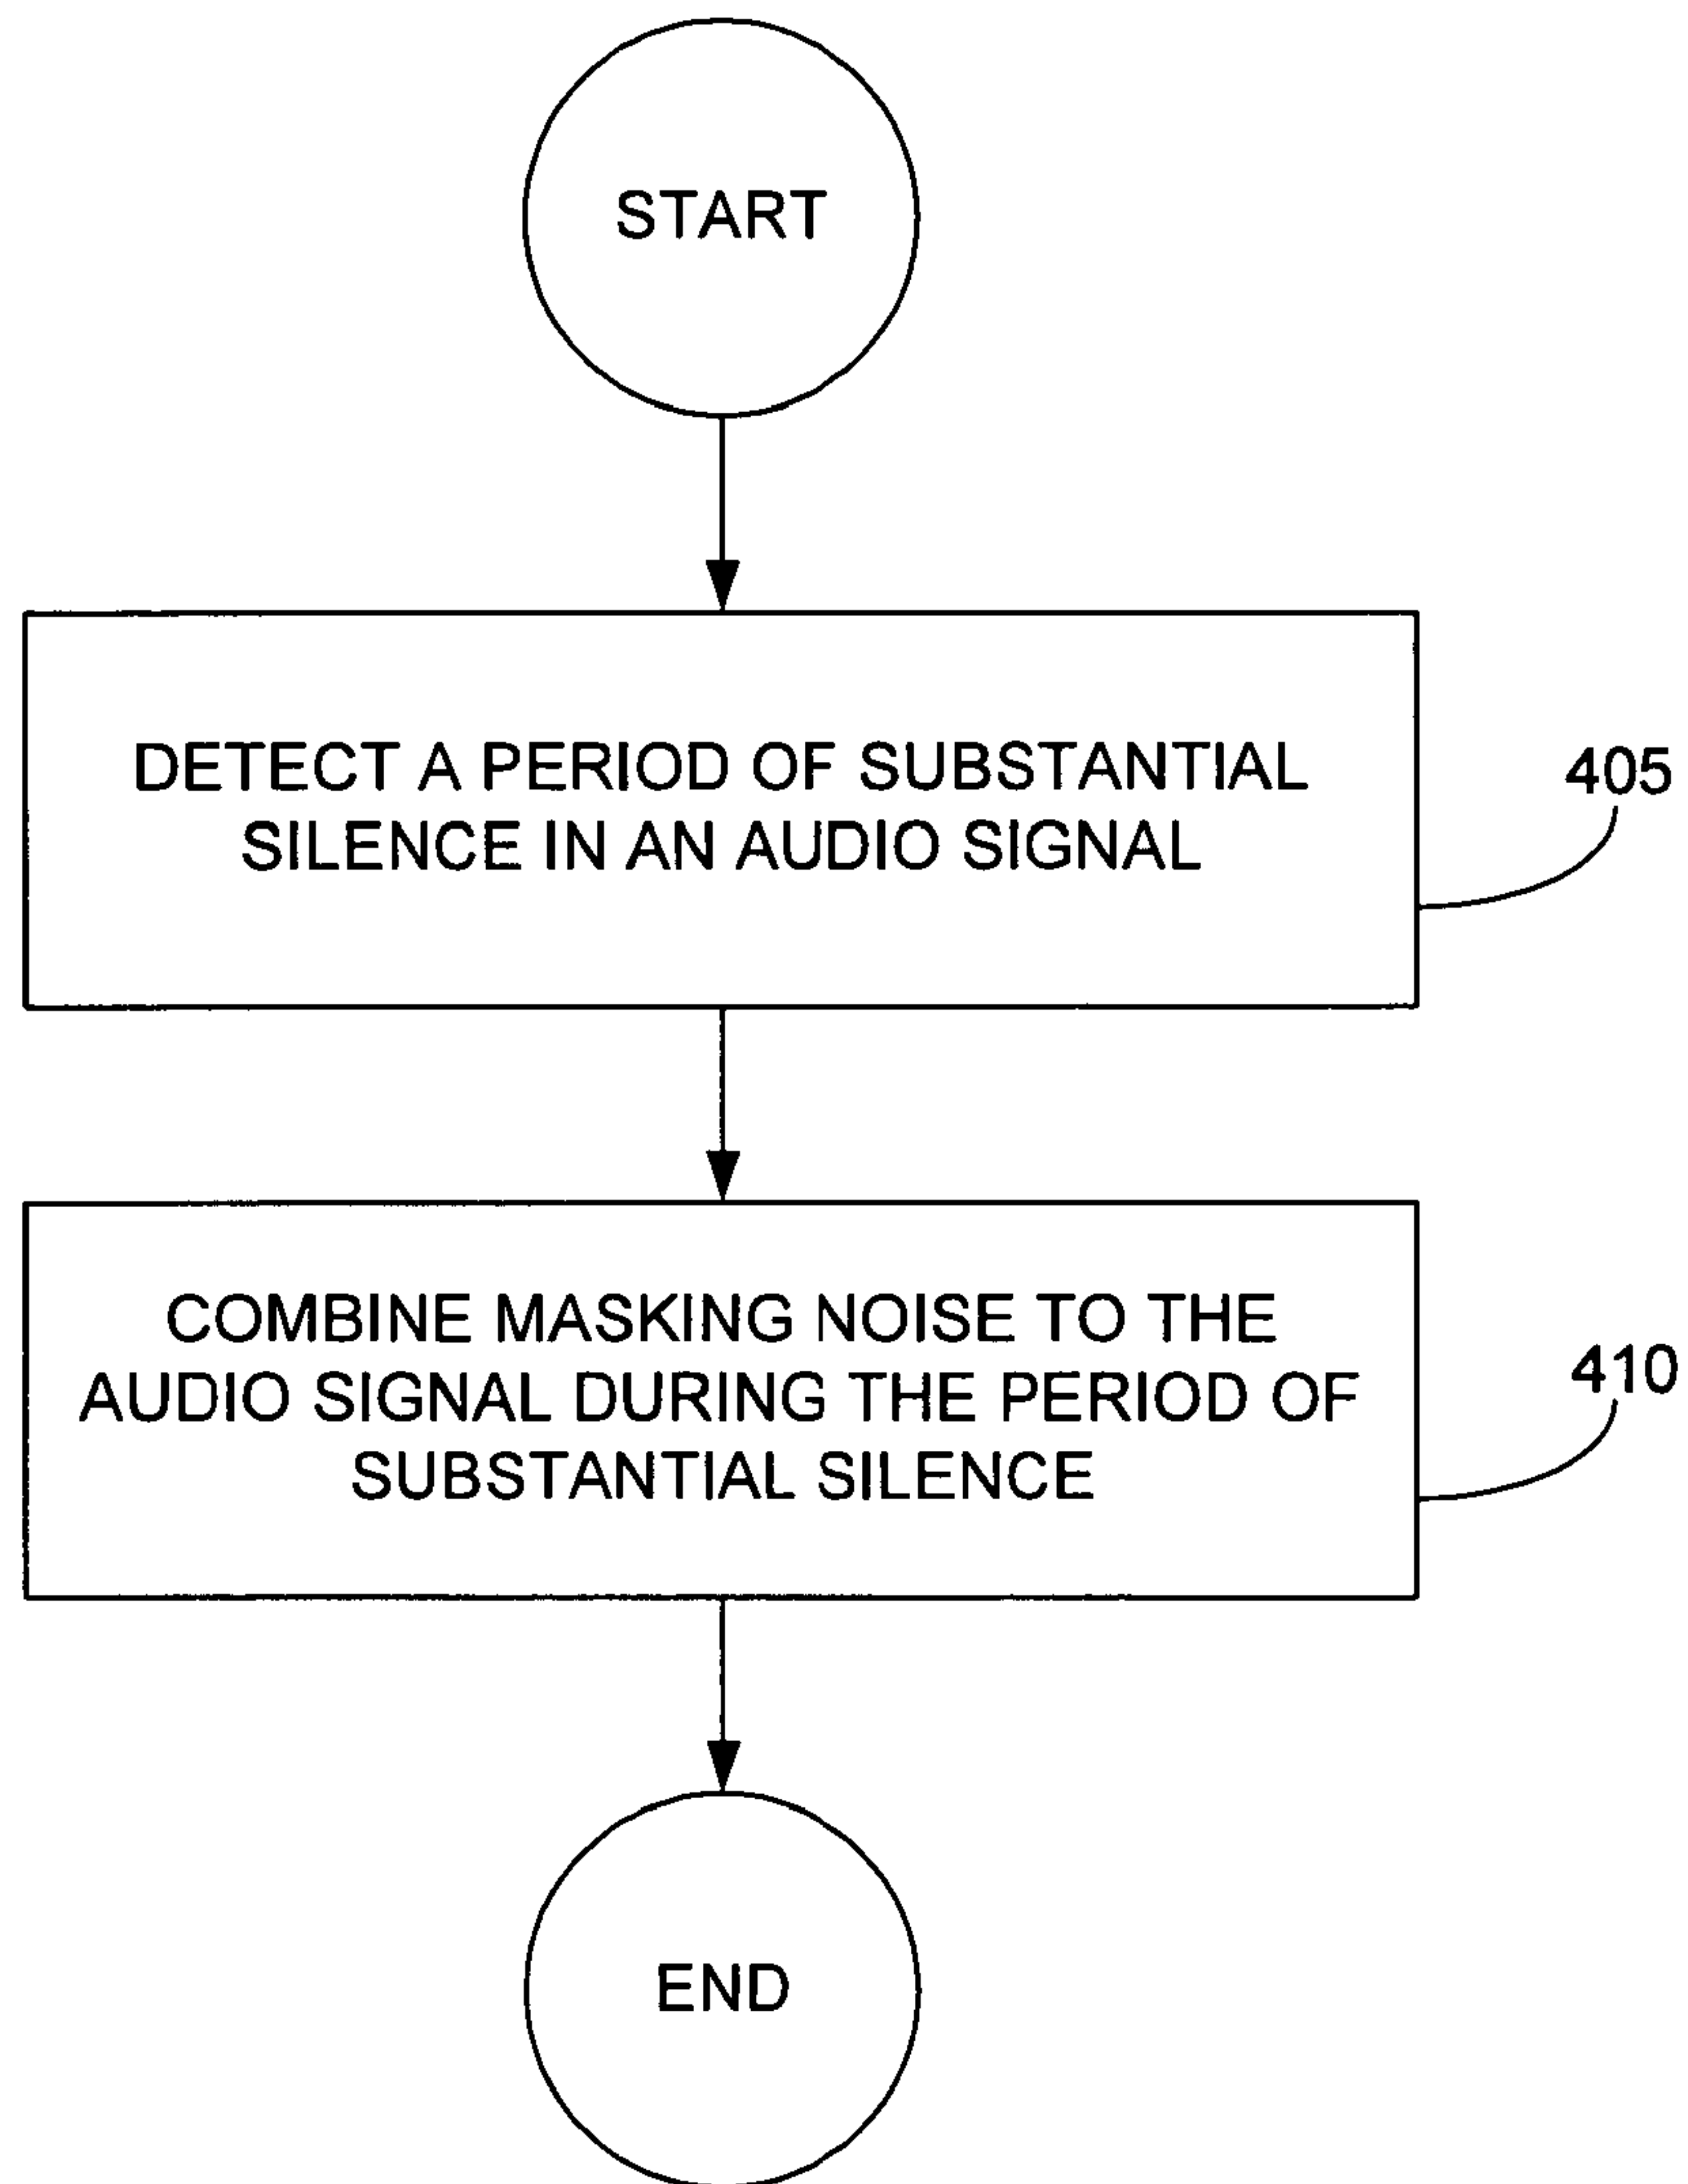 START
DETECT A PERIOD OF SUBSTANTIAL
SILENCE IN AN AUDIO SIGNAL
405
COMBINE MASKING NOISE TO THE
AUDIO SIGNAL DURING THE PERIOD OF
SUBSTANTIAL SILENCE
410
END